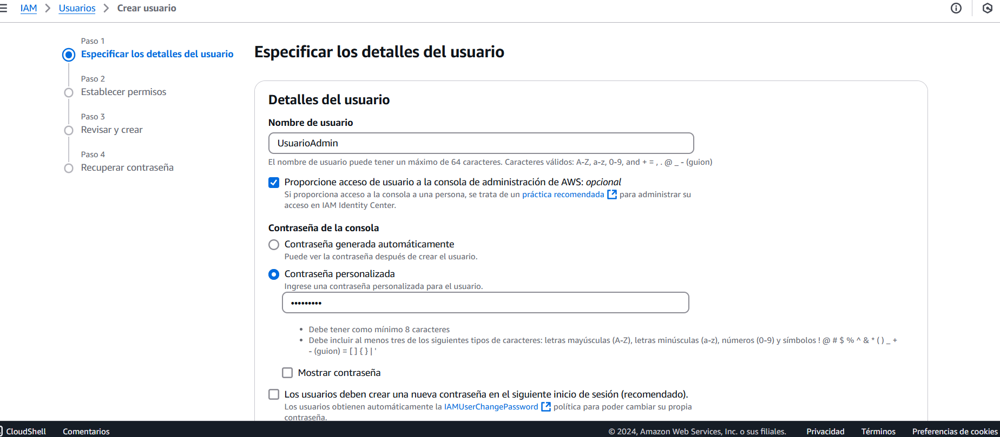 IAM > Usuarios > Crear usuario
Paso 1
Especificar los detalles del usuario
Paso 2
Establecer permisos
Paso 3
Revisar y crear
Paso 4
Recuperar contraseña
Especificar los detalles del usuario
Detalles del usuario
Nombre de usuario
UsuarioAdmin
El nombre de usuario puede tener un máximo de 64 caracteres. Caracteres válidos: A-Z, a-z, 0-9, and + = , . @ _ - (guion)
Proporcione acceso de usuario a la consola de administración de AWS: opcional
Si proporciona acceso a la consola a una persona, se trata de un práctica recomendada para administrar su
acceso en IAM Identity Center.
Contraseña de la consola
Contraseña generada automáticamente
Puede ver la contraseña después de crear el usuario.
Contraseña personalizada
Ingrese una contraseña personalizada para el usuario.
•••••••••
• Debe tener como mínimo 8 caracteres
• Debe incluir al menos tres de los siguientes tipos de caracteres: letras mayúsculas (A-Z), letras minúsculas (a-z), números (0-9) y símbolos ! @ # $ % ^ & * ( ) _ +
- (guion) = [ ] { } | '
Mostrar contraseña
Los usuarios deben crear una nueva contraseña en el siguiente inicio de sesión (recomendado).
Los usuarios obtienen automáticamente la IAMUserChangePassword política para poder cambiar su propia
contraseña.
CloudShell Comentarios © 2024, Amazon Web Services, Inc. o sus filiales. Privacidad Términos Preferencias de cookies